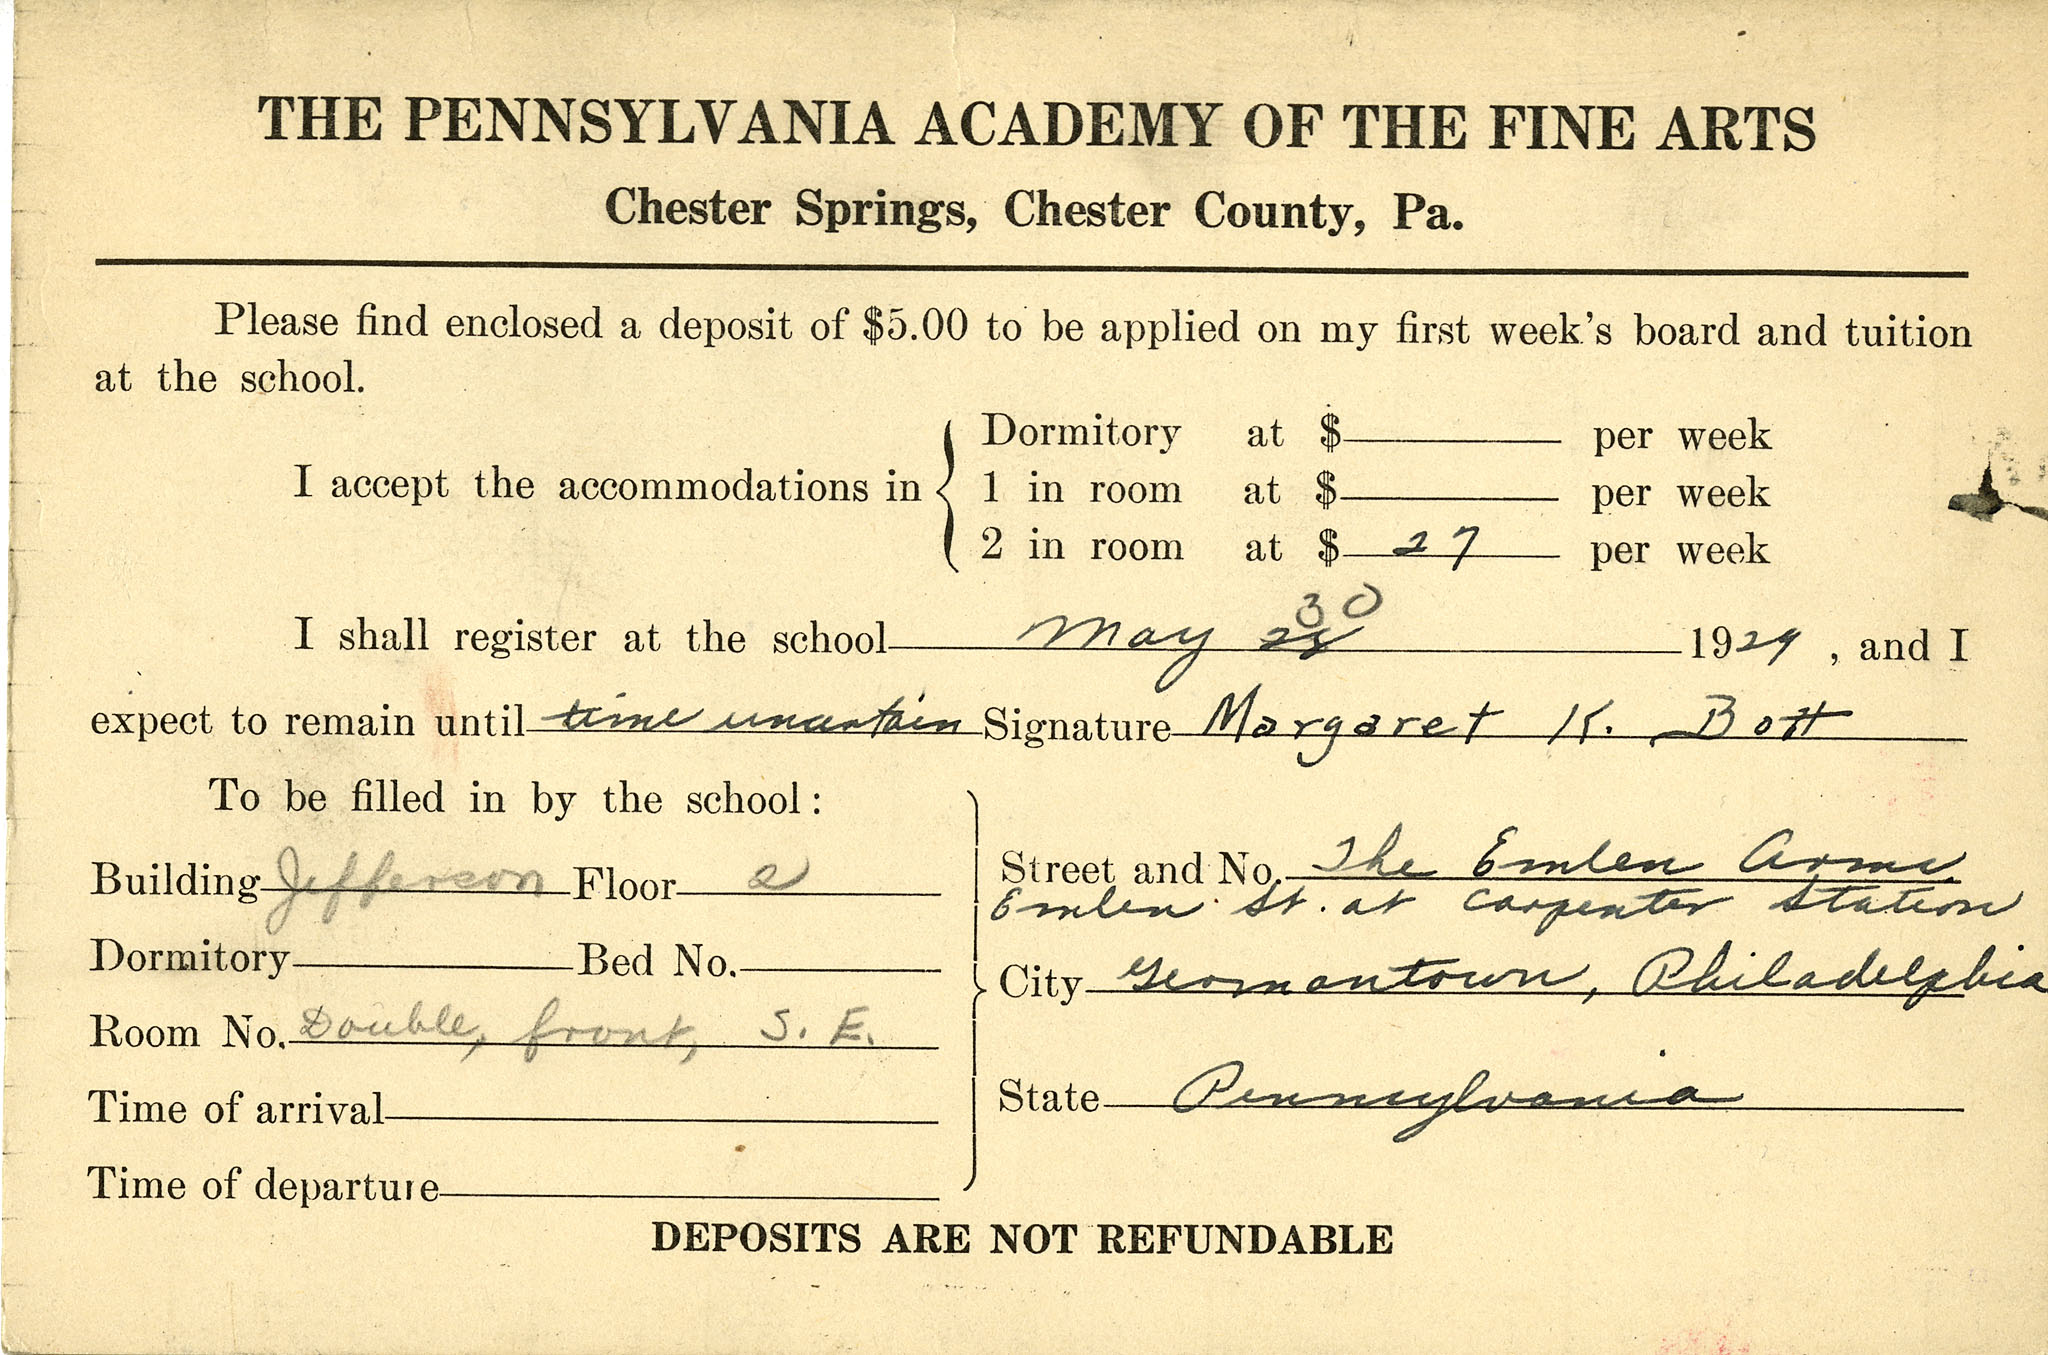 THE PENNSYLVANIA ACADEMY OF THE FINE ARTS
Chester Springs, Chester County, Pa.
Please find enclosed a deposit of $5.00 to be applied on my first week's board and tuition
at the school.
I accept the accommodations in
Dormitory at $ per week
1 in room at $ per week
2 in room at $ 27 per week
30
I shall register at the school May 28 1929, and I
expect to remain until time uncertain Signature Margaret K. Bott
To be filled in by the school:
Building Jefferson Floor 2
Dormitory Bed No.
Room No. Double, front, S. E.
Time of arrival
Time of departure
Street and No. The Emlen Arms.
Emlen St. at Carpenter Station
City Germantown, Philadelphia
State Pennsylvania
DEPOSITS ARE NOT REFUNDABLE